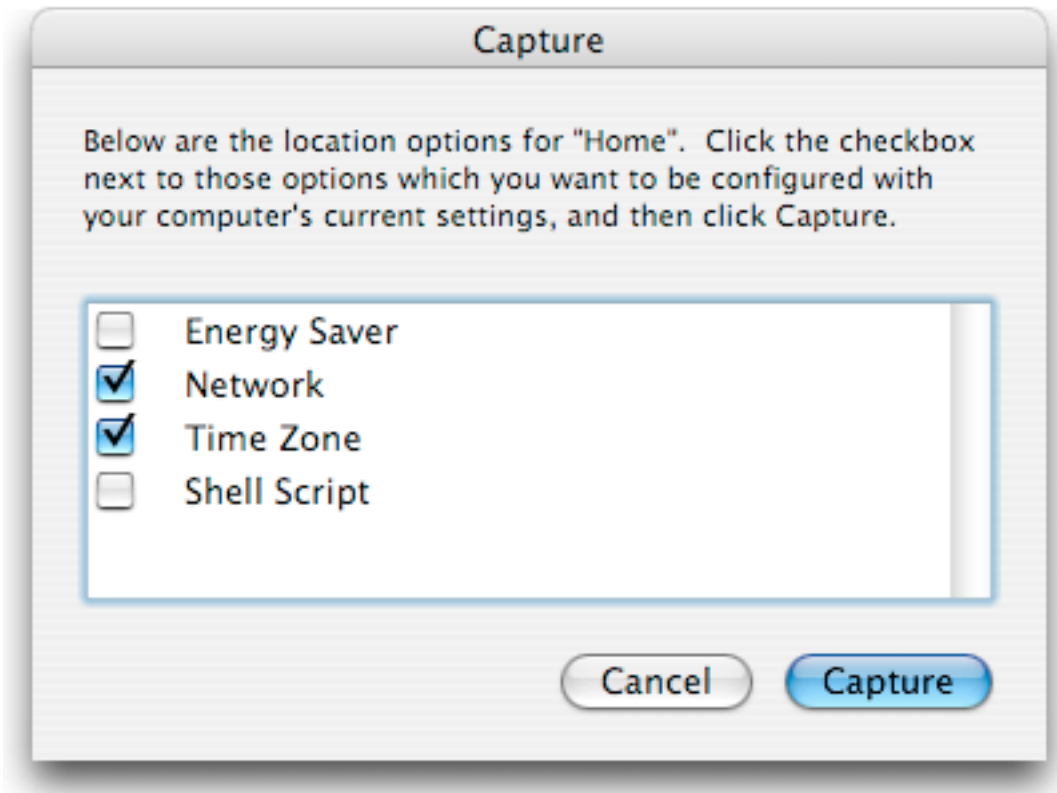 Capture
Below are the location options for "Home".  Click the checkbox
next to those options which you want to be configured with
your computer's current settings, and then click Capture.
Energy Saver
Network
Time Zone
Shell Script
Cancel
Capture